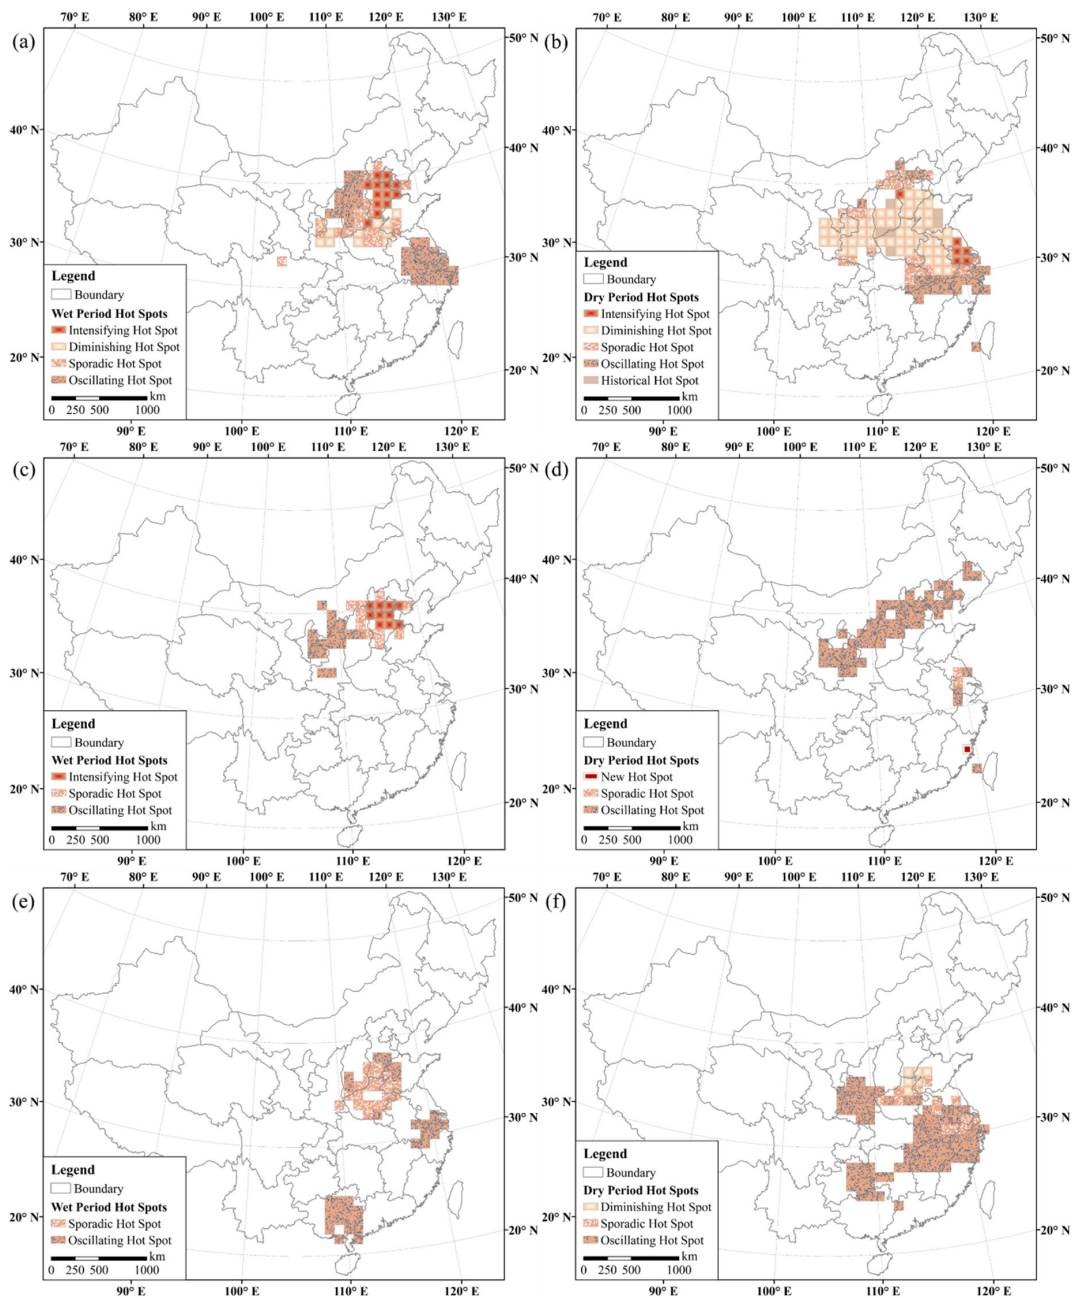 70° E 80° E 90° E 100° E 110° E 120° E 130° E
(a)
50° N
40° N
40° N
30° N
30° N
20° N
20° N
Legend
Boundary
Wet Period Hot Spots
Intensifying Hot Spot
Diminishing Hot Spot
Sporadic Hot Spot
Oscillating Hot Spot
km
0 250 500 1000
90° E 100° E 110° E 120° E
70° E 80° E 90° E 100° E 110° E 120° E 130° E
(b)
50° N
40° N
40° N
30° N
30° N
20° N
20° N
Legend
Boundary
Dry Period Hot Spots
Intensifying Hot Spot
Diminishing Hot Spot
Sporadic Hot Spot
Oscillating Hot Spot
Historical Hot Spot
km
0 250 500 1000
90° E 100° E 110° E 120° E
70° E 80° E 90° E 100° E 110° E 120° E 130° E
(c)
50° N
40° N
40° N
30° N
30° N
20° N
20° N
Legend
Boundary
Wet Period Hot Spots
Intensifying Hot Spot
Sporadic Hot Spot
Oscillating Hot Spot
km
0 250 500 1000
90° E 100° E 110° E 120° E
70° E 80° E 90° E 100° E 110° E 120° E 130° E
(d)
50° N
40° N
40° N
30° N
30° N
20° N
20° N
Legend
Boundary
Dry Period Hot Spots
New Hot Spot
Sporadic Hot Spot
Oscillating Hot Spot
km
0 250 500 1000
90° E 100° E 110° E 120° E
70° E 80° E 90° E 100° E 110° E 120° E 130° E
(e)
50° N
40° N
40° N
30° N
30° N
20° N
20° N
Legend
Boundary
Wet Period Hot Spots
Sporadic Hot Spot
Oscillating Hot Spot
km
0 250 500 1000
90° E 100° E 110° E 120° E
70° E 80° E 90° E 100° E 110° E 120° E 130° E
(f)
50° N
40° N
40° N
30° N
30° N
20° N
20° N
Legend
Boundary
Dry Period Hot Spots
Diminishing Hot Spot
Sporadic Hot Spot
Oscillating Hot Spot
km
0 250 500 1000
90° E 100° E 110° E 120° E